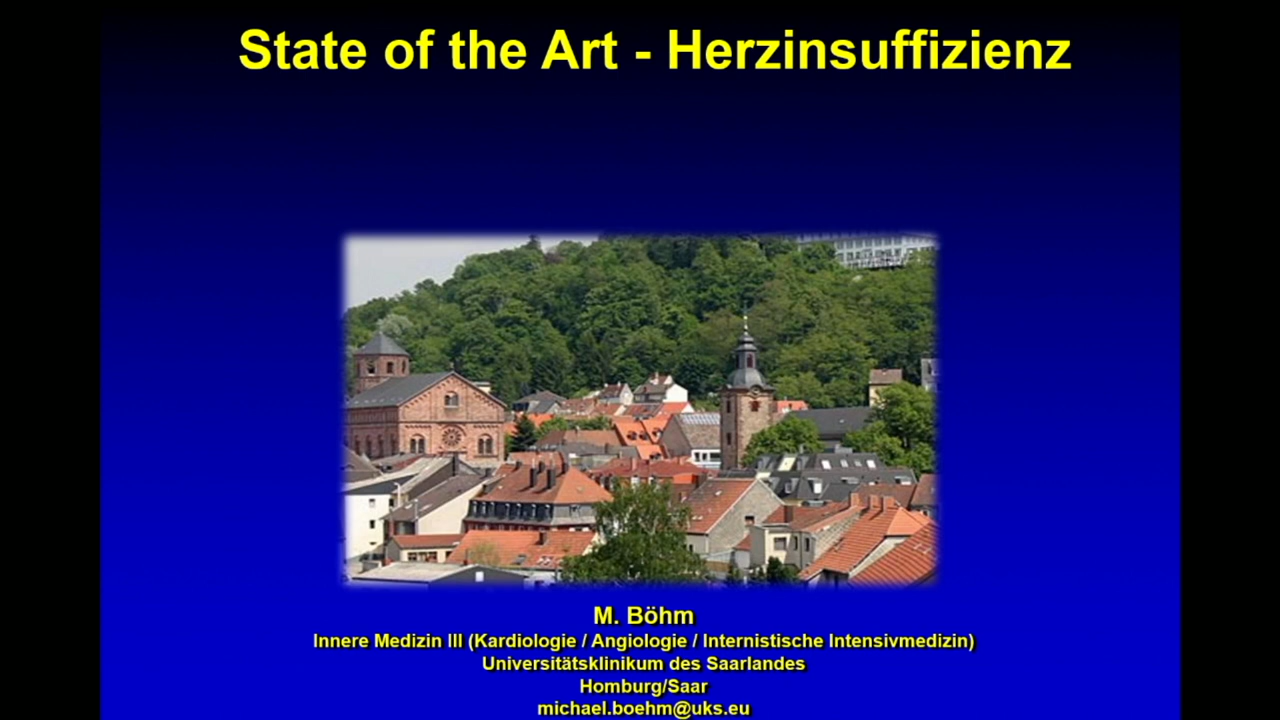 State of the Art - Herzinsuffizienz
M. Böhm
Innere Medizin III (Kardiologie / Angiologie / Internistische Intensivmedizin)
Universitätsklinikum des Saarlandes
Homburg/Saar
michael.boehm@uks.eu